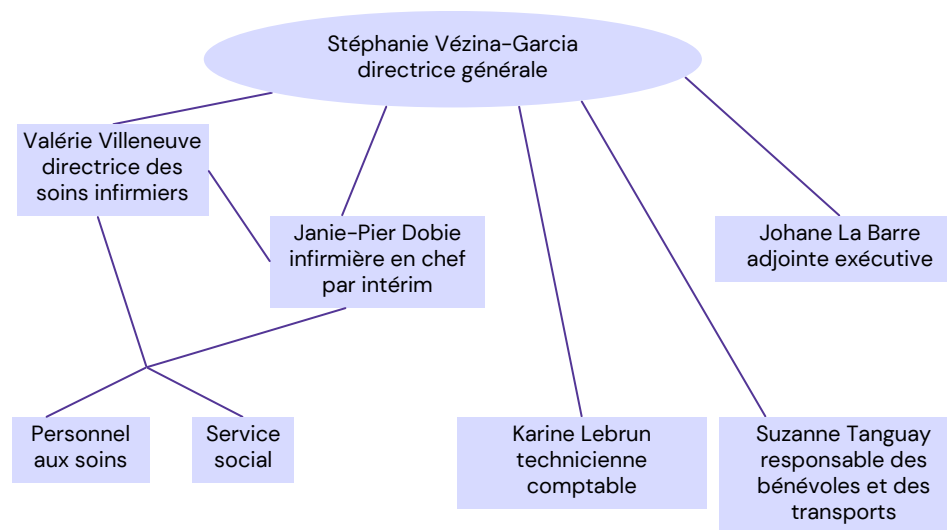 Stéphanie Vézina-Garcia
directrice générale
Valérie Villeneuve
directrice des
soins infirmiers
Janie-Pier Dobie
infirmière en chef
par intérim
Johane La Barre
adjointe exécutive
Personnel
aux soins
Service
social
Karine Lebrun
technicienne
comptable
Suzanne Tanguay
responsable des
bénévoles et des
transports